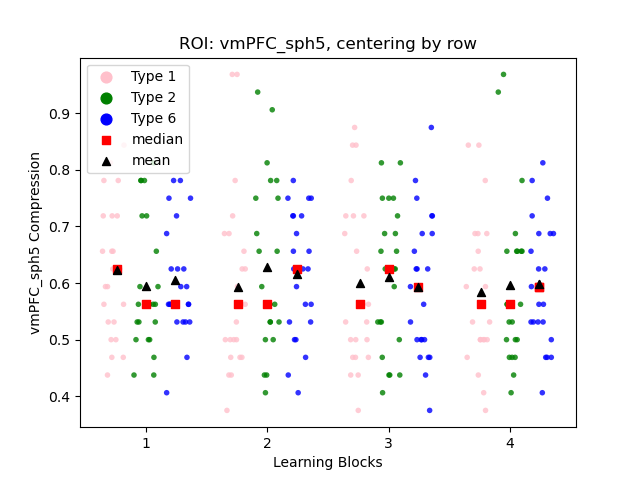 ROI: vmPFC_sph5, centering by row
Type 1
Type 2
Type 6
median
mean
vmPFC_sph5 Compression
0.9
0.8
0.7
0.6
0.5
0.4
1 2 3 4
Learning Blocks